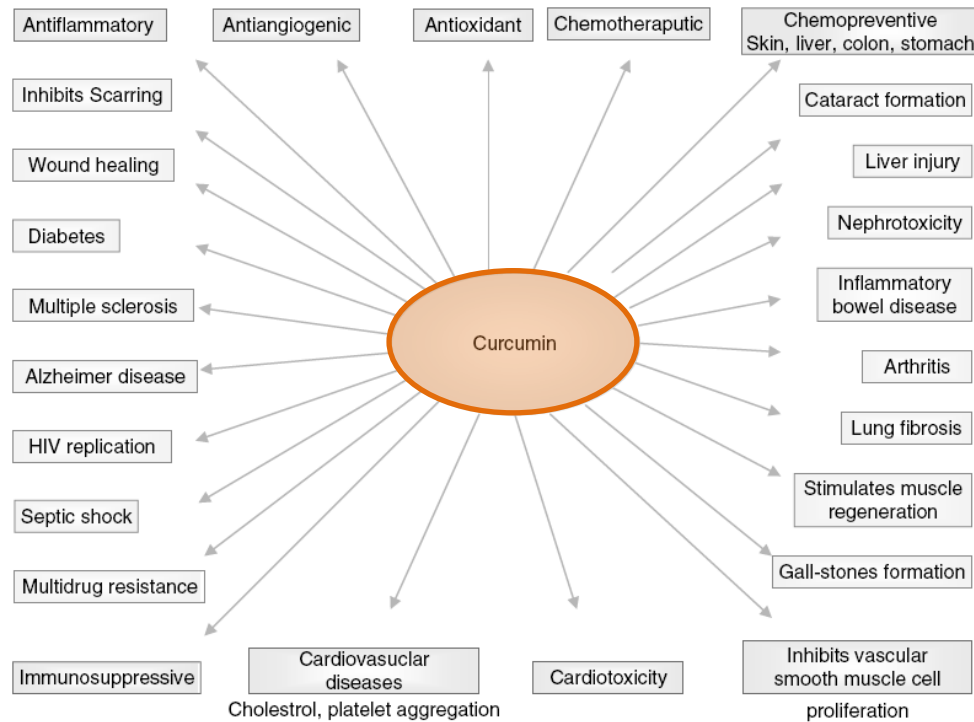 Antiflammatory
Antiangiogenic
Antioxidant
Chemotheraputic
Chemopreventive
Skin, liver, colon, stomach
Inhibits Scarring
Cataract formation
Wound healing
Liver injury
Diabetes
Nephrotoxicity
Multiple sclerosis
Inflammatory
bowel disease
Curcumin
Alzheimer disease
Arthritis
HIV replication
Lung fibrosis
Septic shock
Stimulates muscle
regeneration
Multidrug resistance
Gall-stones formation
Immunosuppressive
Cardiovasuclar
diseases
Cholestrol, platelet aggregation
Cardiotoxicity
Inhibits vascular
smooth muscle cell
proliferation